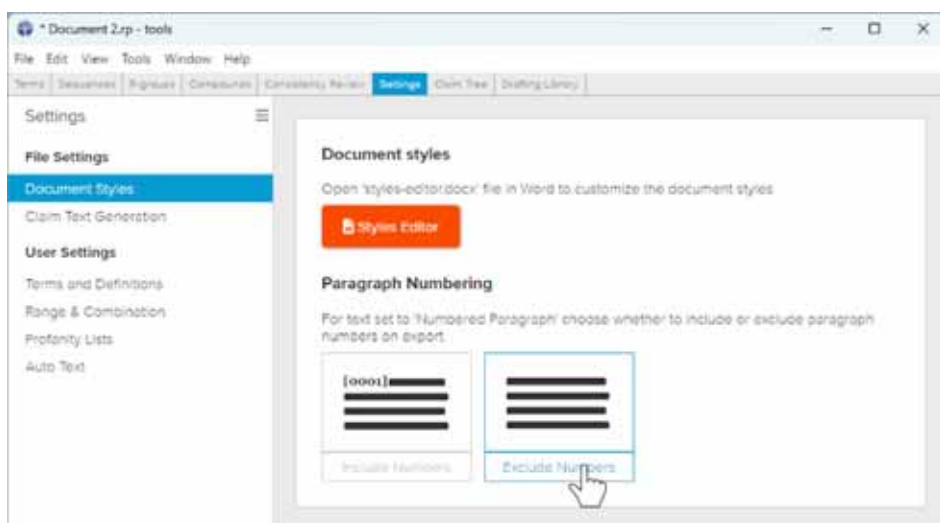 * Document 2.rp - tools
File Edit View Tools Window Help
Terms Sequences R-groups Compounds Consistency Review Settings Claim Tree Drafting Library
Settings
File Settings
Document Styles
Claim Text Generation
User Settings
Terms and Definitions
Range & Combination
Profanity Lists
Auto Text
Document styles
Open 'styles-editor.docx' file in Word to customize the document styles
Styles Editor
Paragraph Numbering
For text set to 'Numbered Paragraph' choose whether to include or exclude paragraph
numbers on export
[0001]
Include Numbers
Exclude Numbers